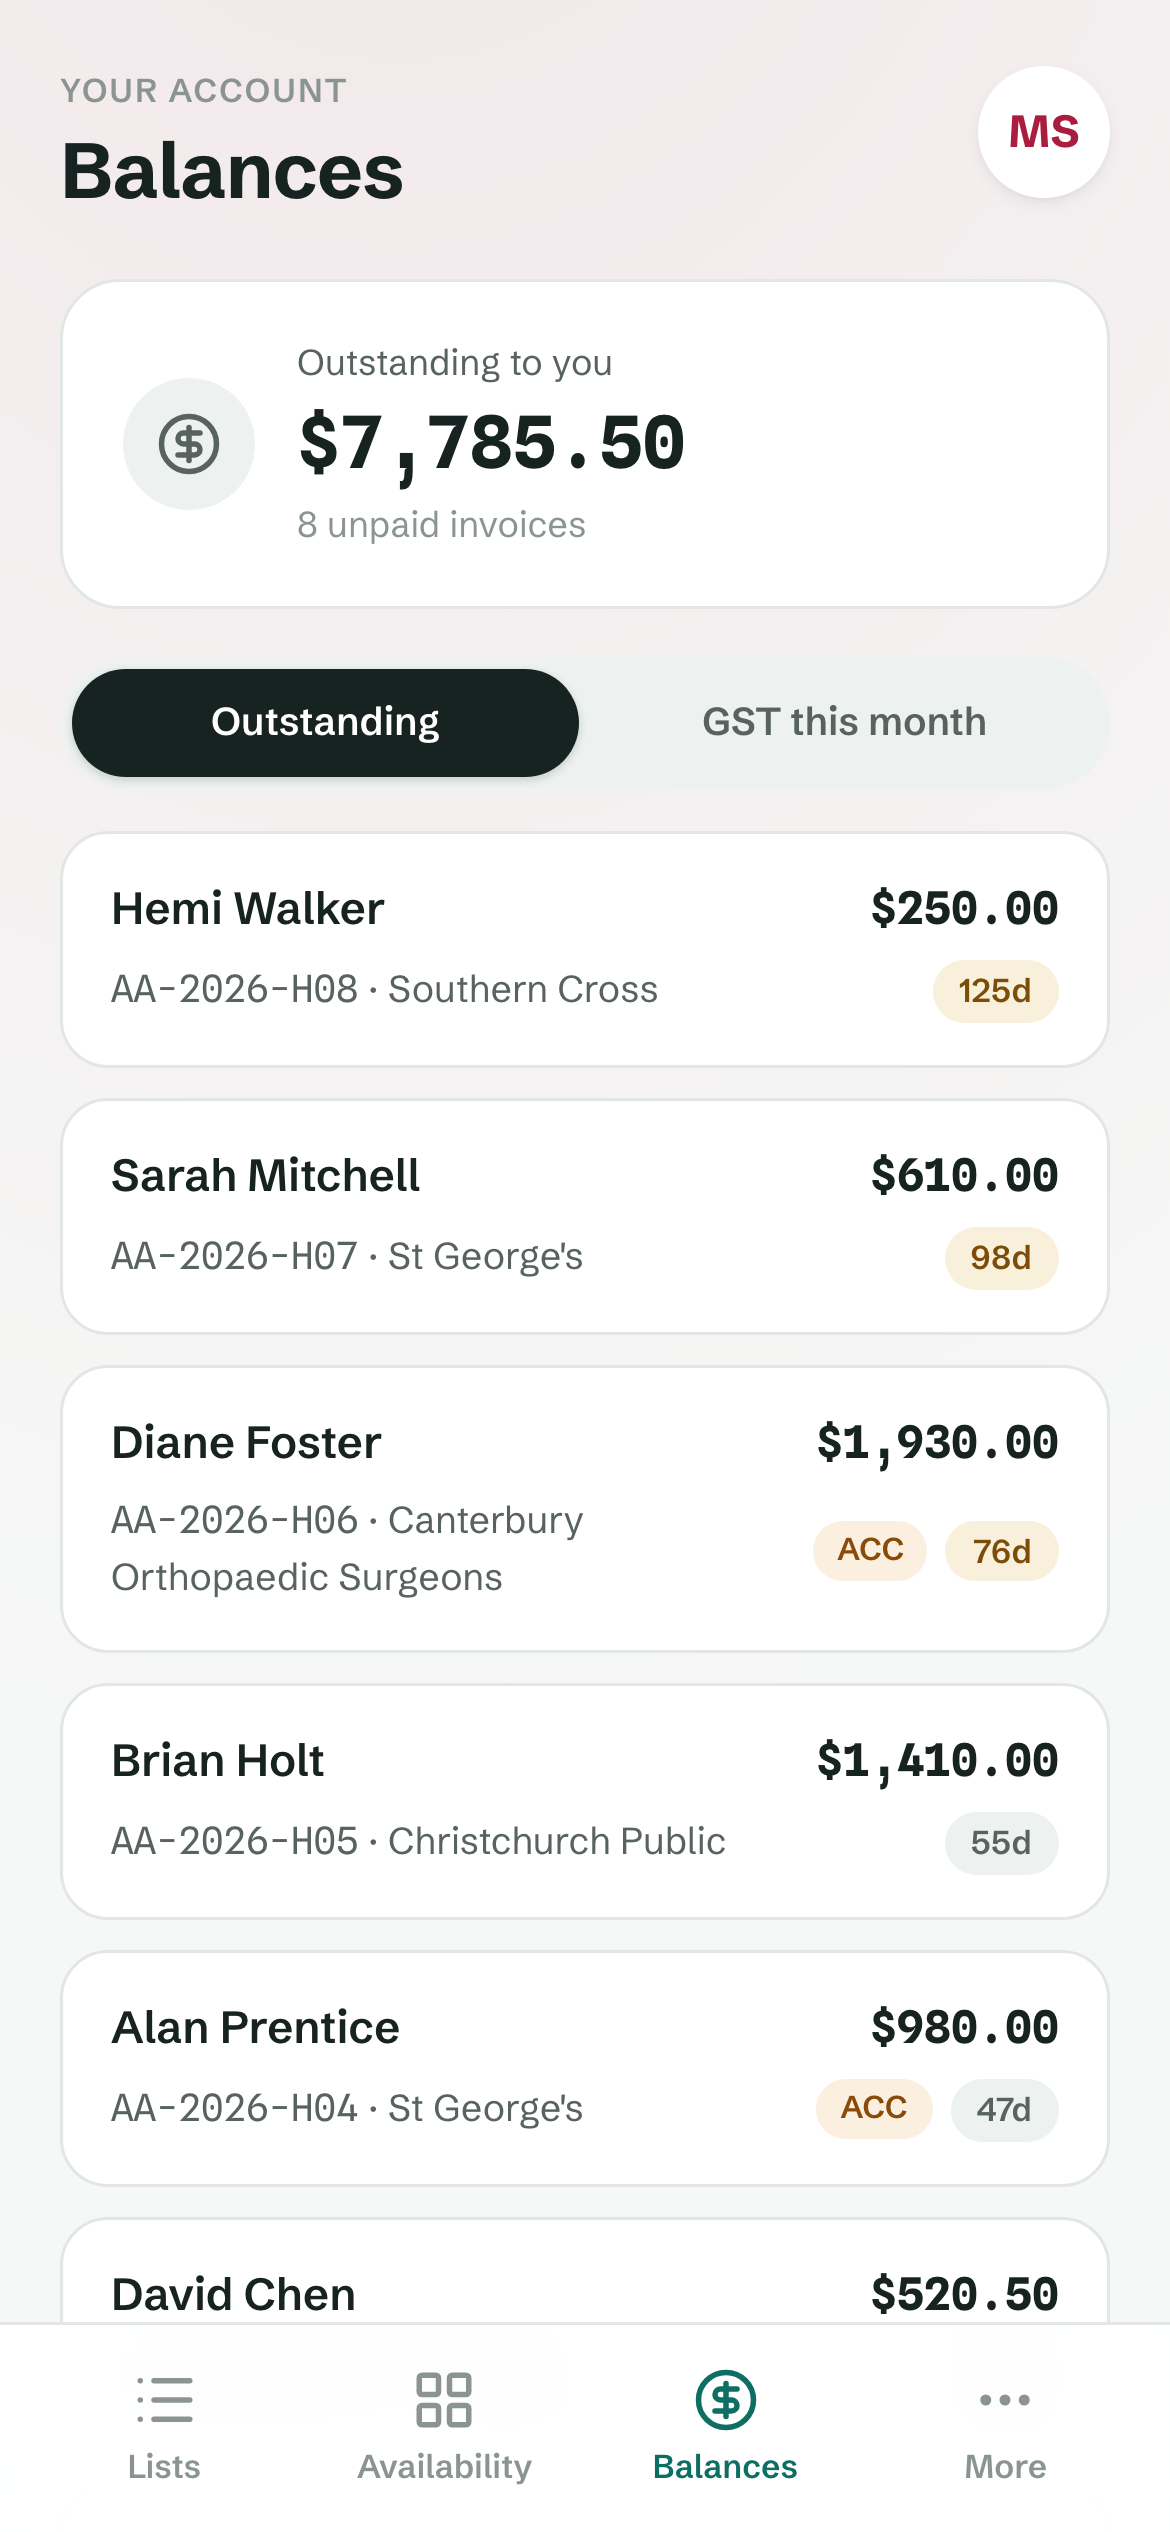 YOUR ACCOUNT
Balances
MS
Outstanding to you
$7,785.50
8 unpaid invoices
Outstanding
GST this month
Hemi Walker
$250.00
AA-2026-H08 · Southern Cross
125d
Sarah Mitchell
$610.00
AA-2026-H07 · St George's
98d
Diane Foster
$1,930.00
AA-2026-H06 · Canterbury
Orthopaedic Surgeons
ACC
76d
Brian Holt
$1,410.00
AA-2026-H05 · Christchurch Public
55d
Alan Prentice
$980.00
AA-2026-H04 · St George's
ACC
47d
David Chen
$520.50
Lists
Availability
Balances
More